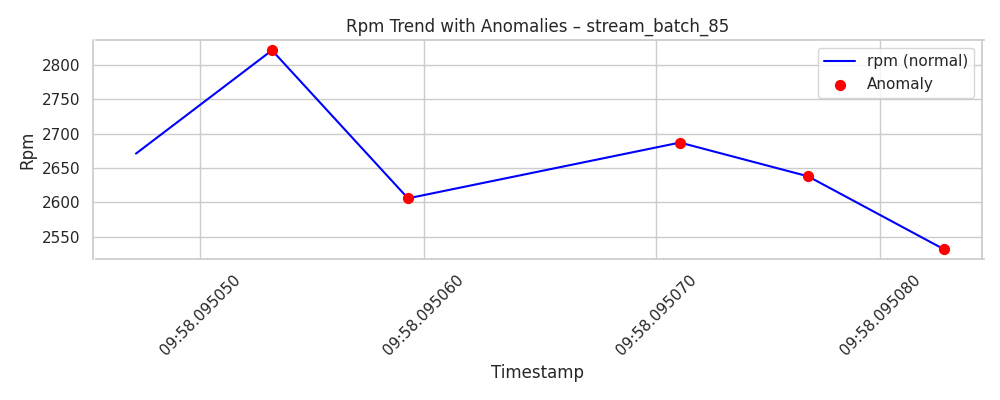 Rpm Trend with Anomalies – stream_batch_85
rpm (normal)
Anomaly
Rpm
2800
2750
2700
2650
2600
2550
09:58.095050
09:58.095060
09:58.095070
09:58.095080
Timestamp